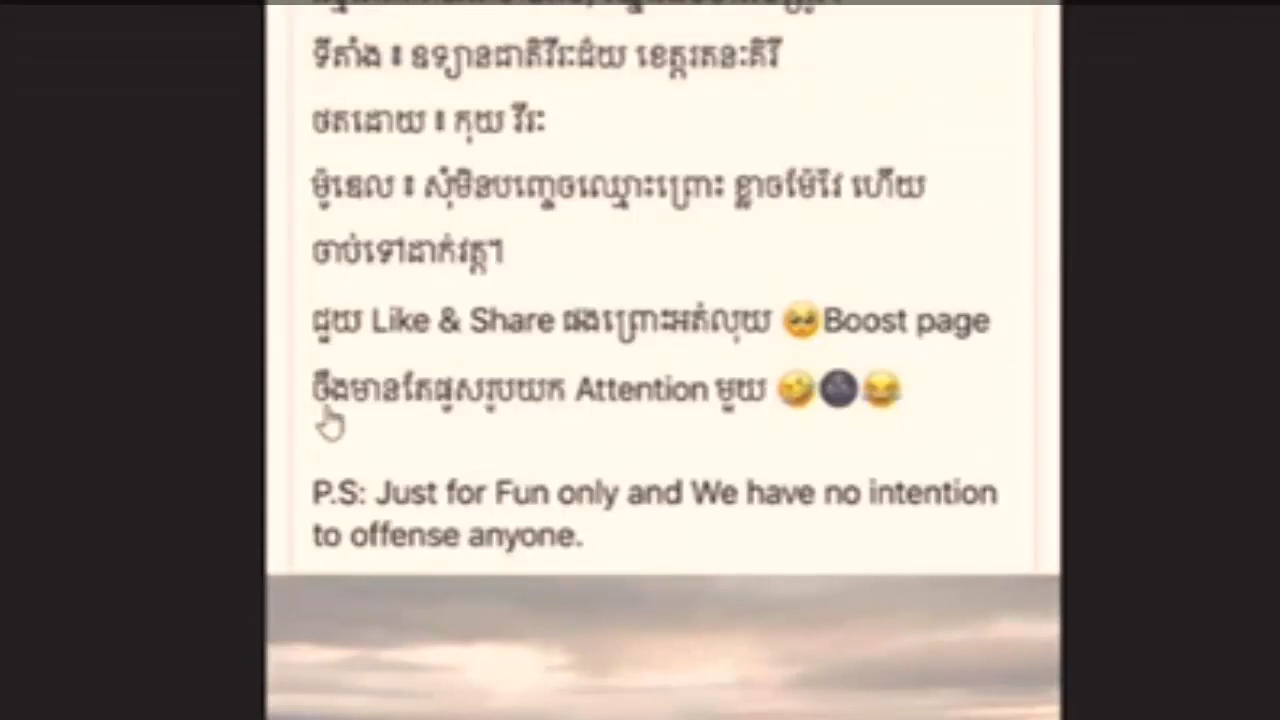 ទីតាំង ៖ ឧទ្យានជាតិវីរៈជ័យ ខេត្តរតនៈគិរី
ថតដោយ ៖ កុយ វីរៈ
ម៉ូឌេល ៖ សុំមិនបញ្ចេចឈ្មោះព្រោះ ខ្លាចម៉ែវៃ ហើយ
ចាប់ទៅដាក់វត្ត។
ជួយ Like & Share ផងព្រោះអត់លុយ 🥺Boost page
ចឹងមានតែផុសរូបយក Attention មួយ 🤣🌚😂
P.S: Just for Fun only and We have no intention
to offense anyone.